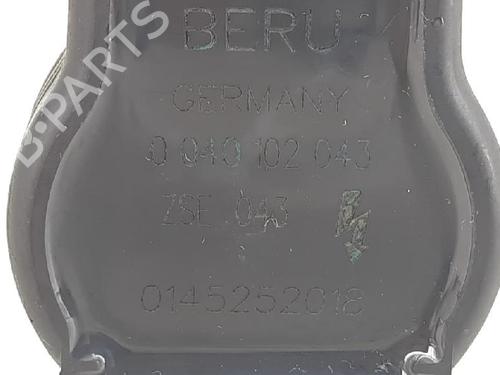 BERU
GERMANY
0 040 102 043
ZSE 043
0145252018
B-PARTS